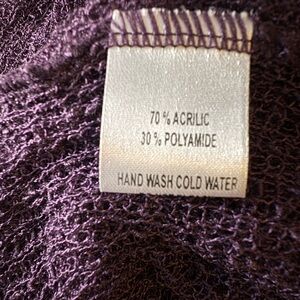 70 % ACRILIC
30 % POLYAMIDE
HAND WASH COLD WATER